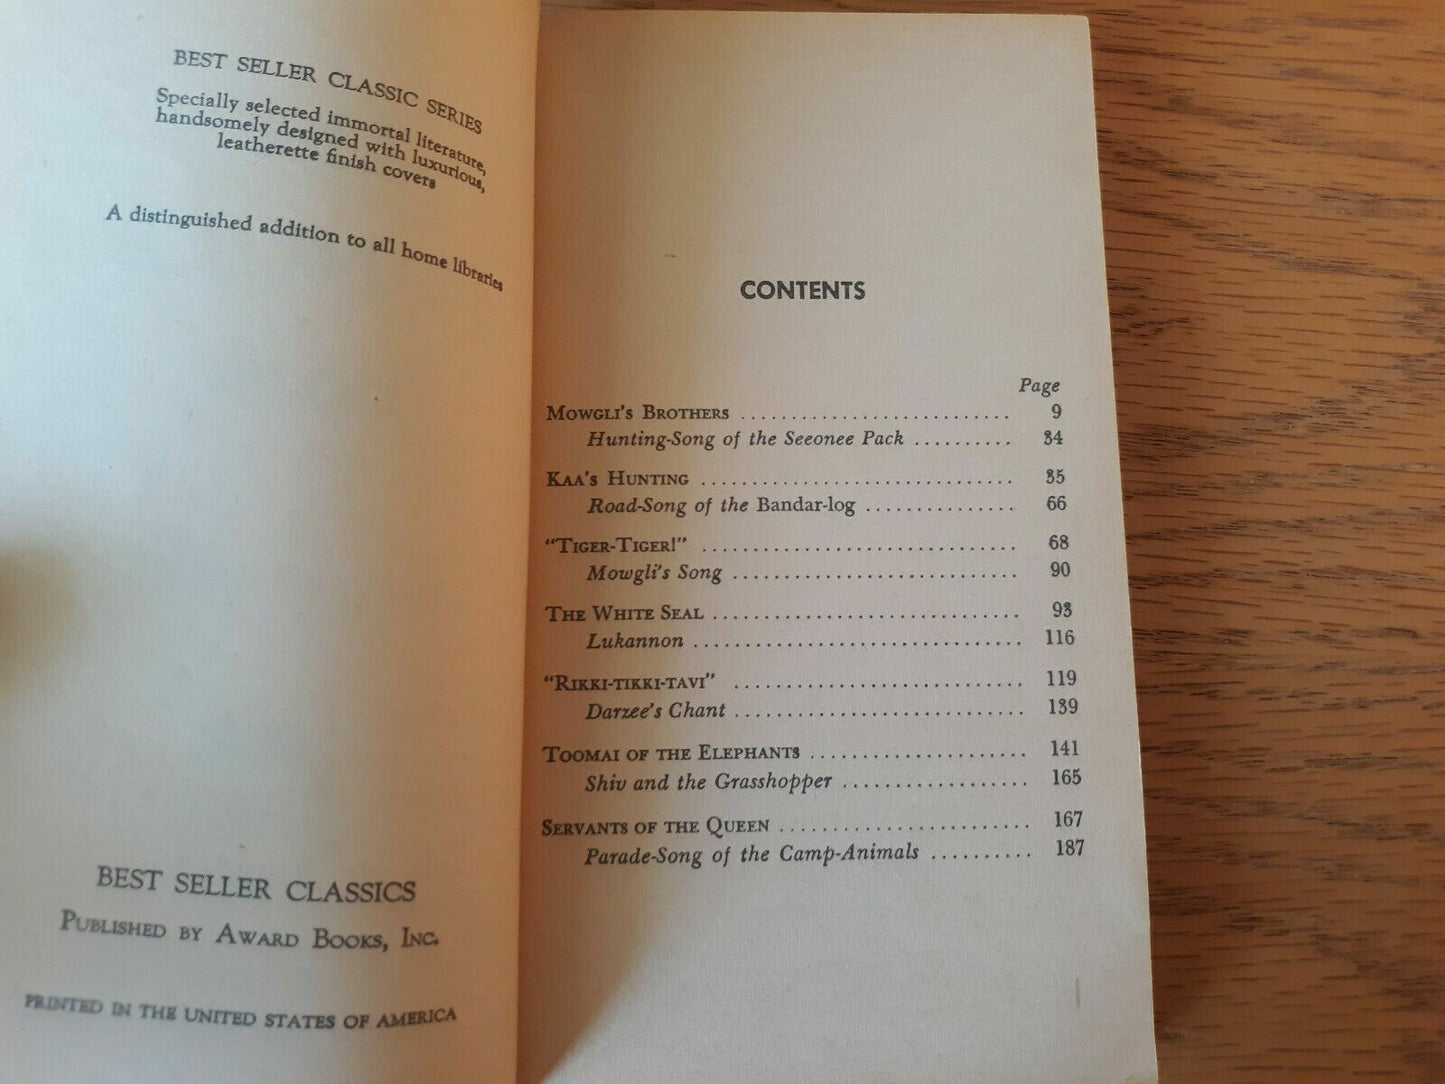 BEST SELLER CLASSIC SERIES
Specially selected immortal literature,
handsomely designed with luxurious,
leatherette finish covers
A distinguished addition to all home libraries
BEST SELLER CLASSICS
PUBLISHED BY AWARD BOOKS, INC.
PRINTED IN THE UNITED STATES OF AMERICA
CONTENTS
Page
MOWGLI'S BROTHERS ........................... 9
Hunting-Song of the Seeonee Pack .......... 34
KAA'S HUNTING .............................. 35
Road-Song of the Bandar-log ............... 66
"TIGER-TIGER!" .............................. 68
Mowgli's Song ............................ 90
THE WHITE SEAL .............................. 93
Lukannon ................................ 116
"RIKKI-TIKKI-TAVI" ............................ 119
Darzee's Chant ............................ 139
TOOMAI OF THE ELEPHANTS ..................... 141
Shiv and the Grasshopper ................... 165
SERVANTS OF THE QUEEN ........................ 167
Parade-Song of the Camp-Animals .......... 187